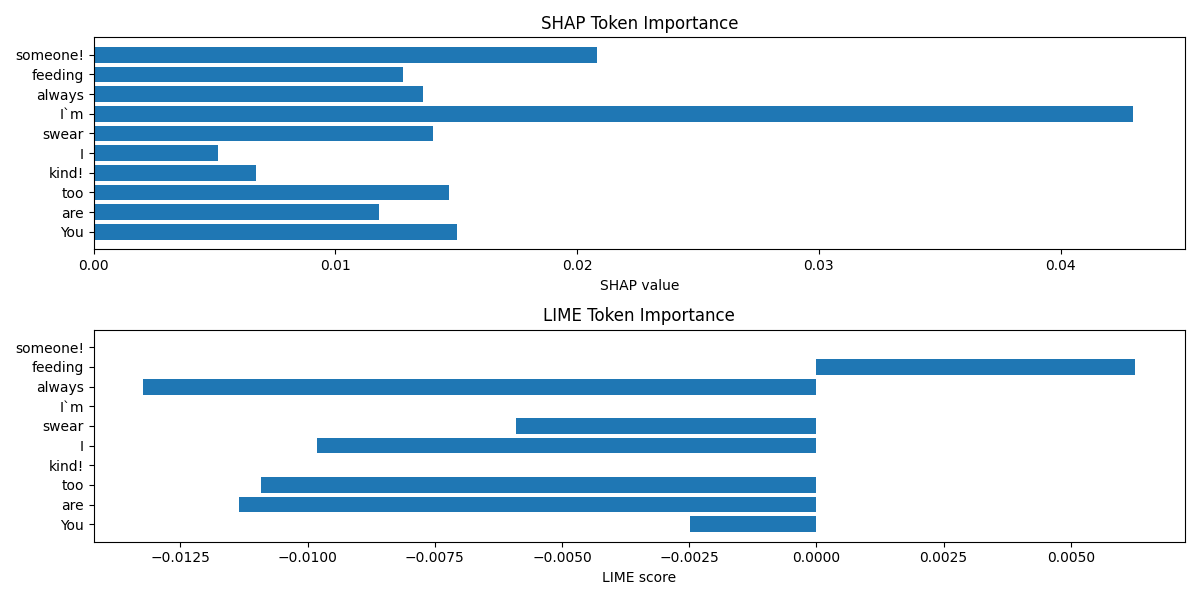 SHAP Token Importance
someone!
feeding
always
I`m
swear
I
kind!
too
are
You
0.00 0.01 0.02 0.03 0.04
SHAP value
LIME Token Importance
someone!
feeding
always
I`m
swear
I
kind!
too
are
You
−0.0125 −0.0100 −0.0075 −0.0050 −0.0025 0.0000 0.0025 0.0050
LIME score